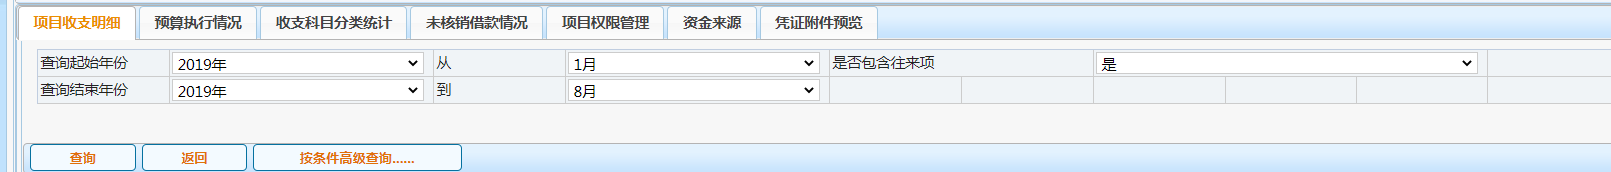 项目收支明细 预算执行情况 收支科目分类统计 未核销借款情况 项目权限管理 资金来源 凭证附件预览
查询起始年份 2019年 从 1月 是否包含往来项 是
查询结束年份 2019年 到 8月
查询 返回 按条件高级查询......